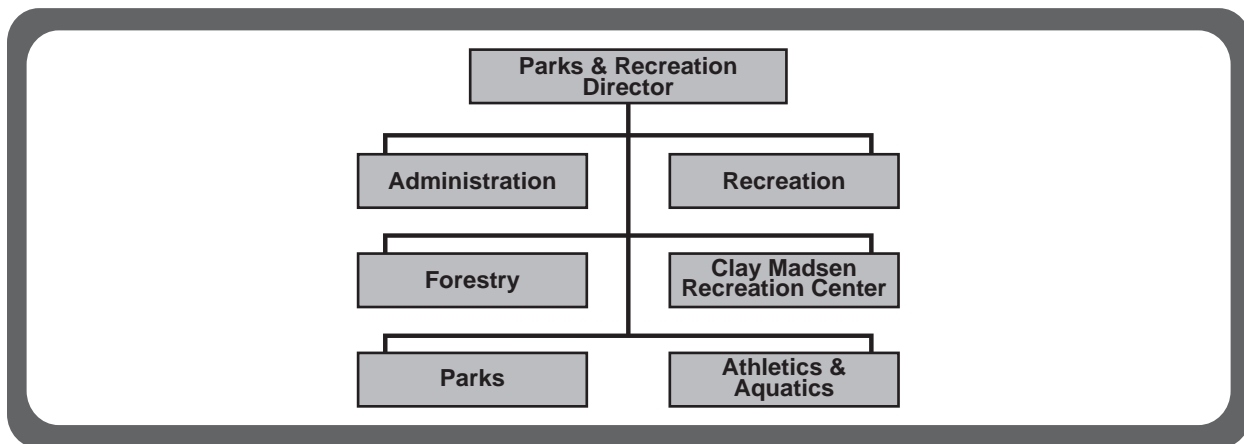 Parks & Recreation
Director
Administration
Recreation
Forestry
Clay Madsen
Recreation Center
Parks
Athletics &
Aquatics